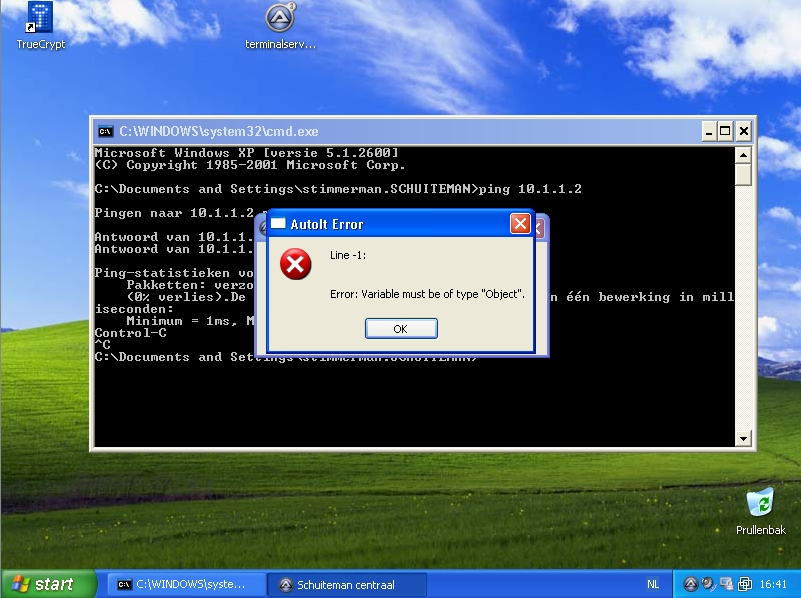 TrueCrypt
terminalserv...
C:\WINDOWS\system32\cmd.exe
Microsoft Windows XP [versie 5.1.2600]
(C) Copyright 1985-2001 Microsoft Corp.
C:\Documents and Settings\stimmerman.SCHUITEMAN>ping 10.1.1.2
Pingen naar 10.1.1.2
Antwoord van 10.1.1.
Antwoord van 10.1.1.
Ping-statistieken vo
Pakketten: verzo
(0% verlies).De n één bewerking in mill
iseconden:
Minimum = 1ms, M
Control-C
^C
C:\Documents and Settings\stimmerman.SCHUITEMAN>
AutoIt Error
Line -1:
Error: Variable must be of type "Object".
OK
Prullenbak
start
C:\WINDOWS\syste...
Schuiteman centraal
NL
16:41